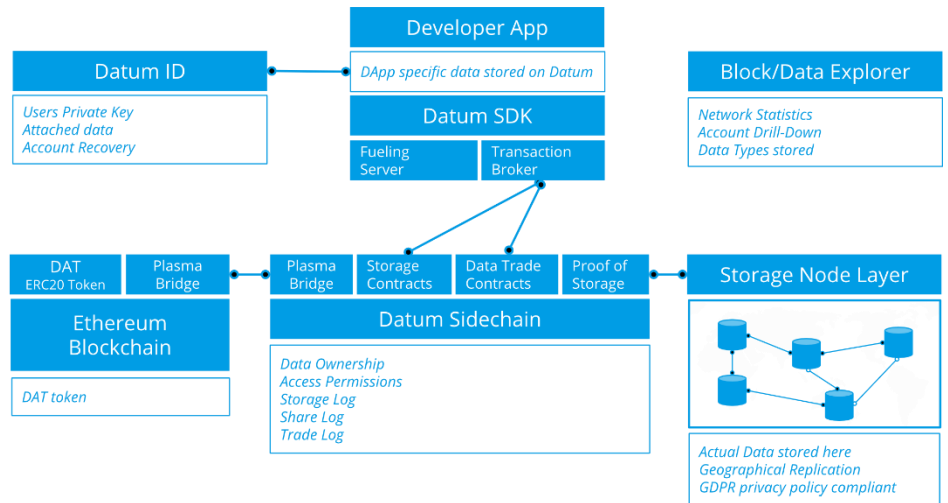 Developer App
DApp specific data stored on Datum
Datum ID
Users Private Key
Attached data
Account Recovery
Datum SDK
Fueling
Server
Transaction
Broker
Block/Data Explorer
Network Statistics
Account Drill-Down
Data Types stored
DAT
ERC20 Token
Plasma
Bridge
Ethereum
Blockchain
DAT token
Plasma
Bridge
Storage
Contracts
Data Trade
Contracts
Proof of
Storage
Datum Sidechain
Data Ownership
Access Permissions
Storage Log
Share Log
Trade Log
Storage Node Layer
Actual Data stored here
Geographical Replication
GDPR privacy policy compliant